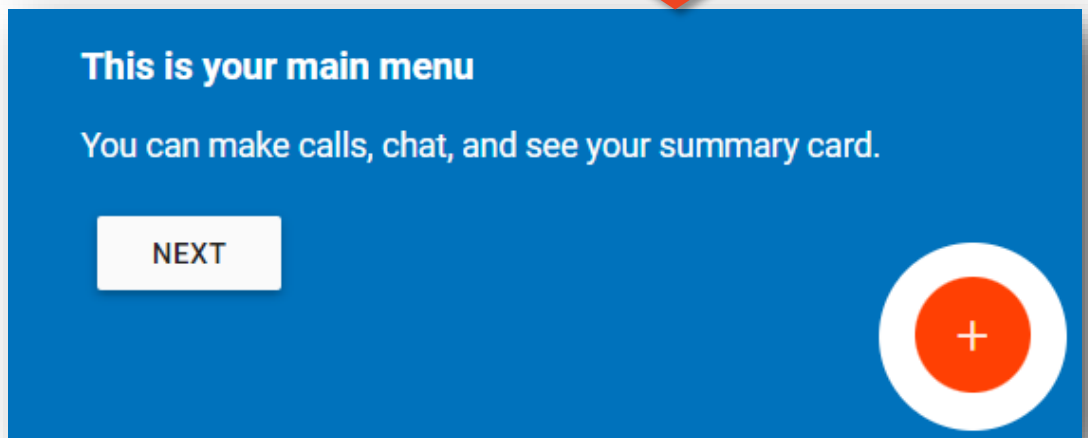 This is your main menu
You can make calls, chat, and see your summary card.
NEXT
+